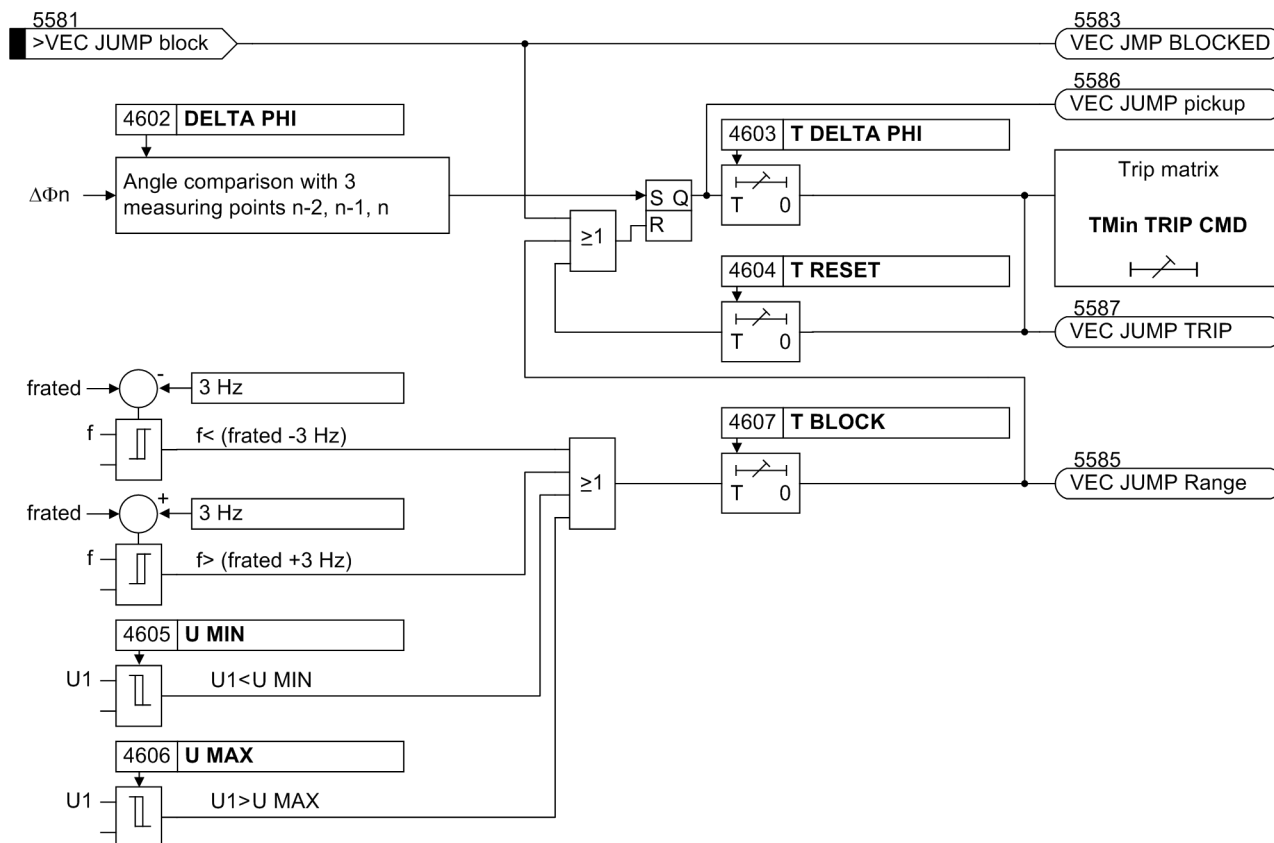 5581
>VEC JUMP block
5583
VEC JMP BLOCKED
5586
VEC JUMP pickup
4602 DELTA PHI
4603 T DELTA PHI
ΔΦn
Angle comparison with 3
measuring points n-2, n-1, n
S Q
R
T 0
Trip matrix
TMin TRIP CMD
≥1
4604 T RESET
T 0
5587
VEC JUMP TRIP
frated
-
3 Hz
f
f< (frated -3 Hz)
4607 T BLOCK
T 0
≥1
5585
VEC JUMP Range
frated
+
3 Hz
f
f> (frated +3 Hz)
4605 U MIN
U1
U1<U MIN
4606 U MAX
U1
U1>U MAX